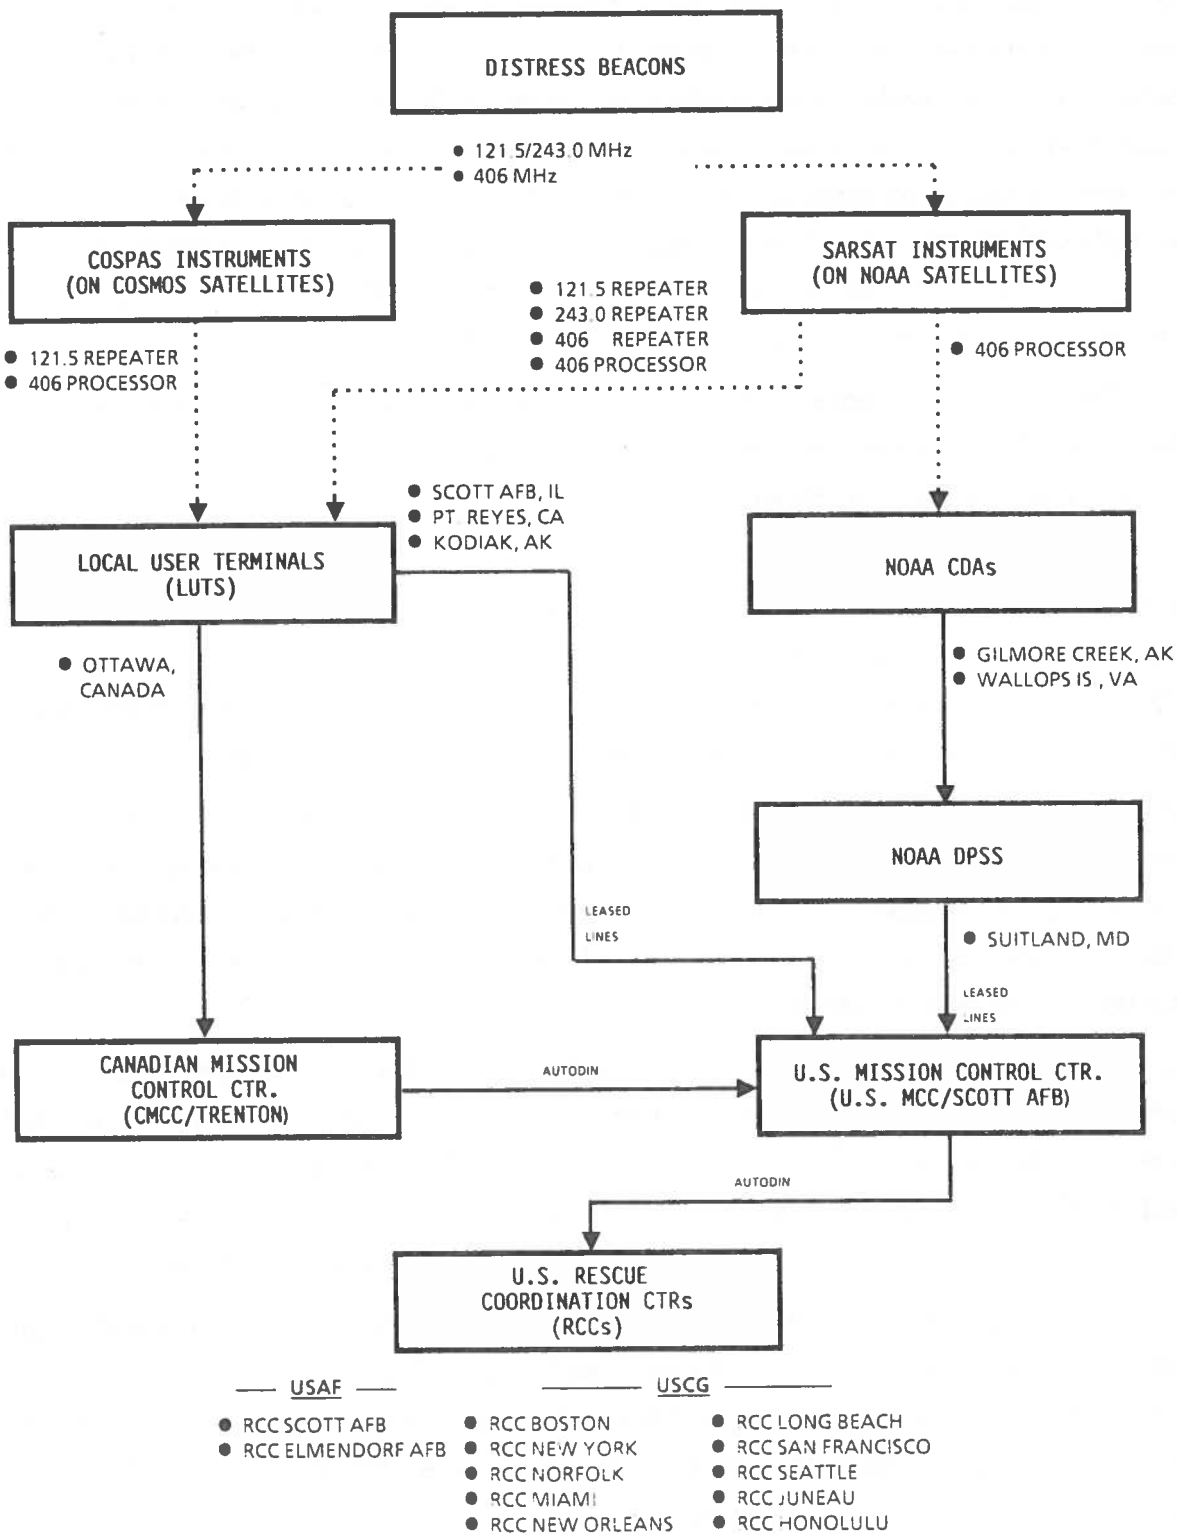 DISTRESS BEACONS
● 121.5/243.0 MHz
● 406 MHz
COSPAS INSTRUMENTS
(ON COSMOS SATELLITES)
SARSAT INSTRUMENTS
(ON NOAA SATELLITES)
● 121.5 REPEATER
● 406 PROCESSOR
● 121.5 REPEATER
● 243.0 REPEATER
● 406 REPEATER
● 406 PROCESSOR
● 406 PROCESSOR
● SCOTT AFB, IL
● PT. REYES, CA
● KODIAK, AK
LOCAL USER TERMINALS
(LUTS)
NOAA CDAs
● OTTAWA,
CANADA
● GILMORE CREEK, AK
● WALLOPS IS , VA
NOAA DPSS
LEASED
LINES
● SUITLAND, MD
LEASED
LINES
CANADIAN MISSION
CONTROL CTR.
(CMCC/TRENTON)
AUTODIN
U.S. MISSION CONTROL CTR.
(U.S. MCC/SCOTT AFB)
AUTODIN
U.S. RESCUE
COORDINATION CTRs
(RCCs)
USAF
● RCC SCOTT AFB
● RCC ELMENDORF AFB
USCG
● RCC BOSTON
● RCC NEW YORK
● RCC NORFOLK
● RCC MIAMI
● RCC NEW ORLEANS
● RCC LONG BEACH
● RCC SAN FRANCISCO
● RCC SEATTLE
● RCC JUNEAU
● RCC HONOLULU